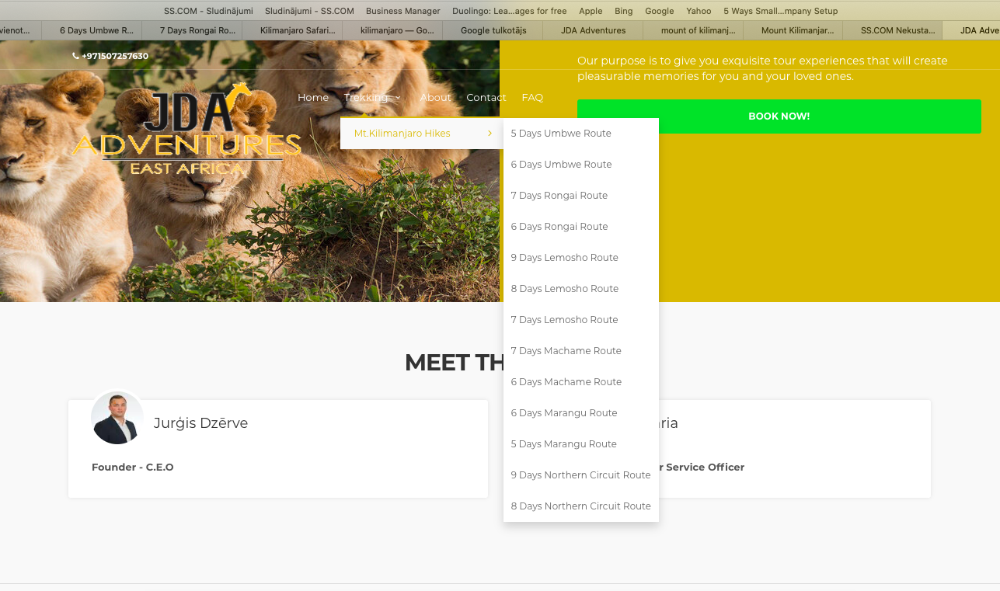 SS.COM - Sludinājumi Sludinājumi - SS.COM Business Manager Duolingo: Lea...ages for free Apple Bing Google Yahoo 5 Ways Small...mpany Setup
vienot... 6 Days Umbwe R... 7 Days Rongai Ro... Kilimanjaro Safari... kilimanjaro — Go... Google tulkotājs JDA Adventures mount of kilimanj... Mount Kilimanjar... SS.COM Nekusta... JDA Adve
+971507257630
Our purpose is to give you exquisite tour experiences that will create
pleasurable memories for you and your loved ones.
JDA
ADVENTURES
EAST AFRICA
Home Trekking About Contact FAQ
BOOK NOW!
Mt.Kilimanjaro Hikes
5 Days Umbwe Route
6 Days Umbwe Route
7 Days Rongai Route
6 Days Rongai Route
9 Days Lemosho Route
8 Days Lemosho Route
7 Days Lemosho Route
7 Days Machame Route
6 Days Machame Route
6 Days Marangu Route
5 Days Marangu Route
9 Days Northern Circuit Route
8 Days Northern Circuit Route
MEET TH
Jurģis Dzērve
Founder - C.E.O
ria
r Service Officer